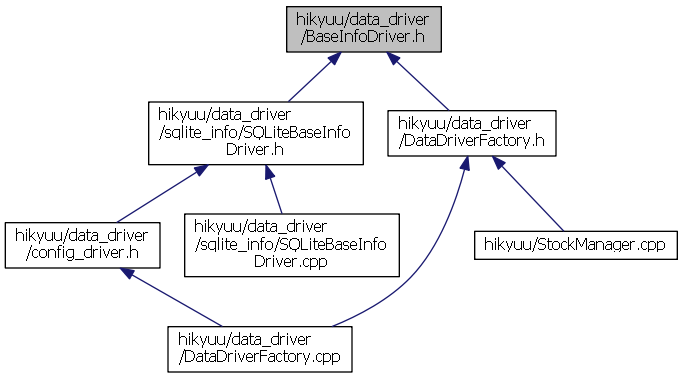 hikyuu/data_driver
/BaseInfoDriver.h
hikyuu/data_driver
/sqlite_info/SQLiteBaseInfo
Driver.h
hikyuu/data_driver
/DataDriverFactory.h
hikyuu/data_driver
/config_driver.h
hikyuu/data_driver
/sqlite_info/SQLiteBaseInfo
Driver.cpp
hikyuu/StockManager.cpp
hikyuu/data_driver
/DataDriverFactory.cpp